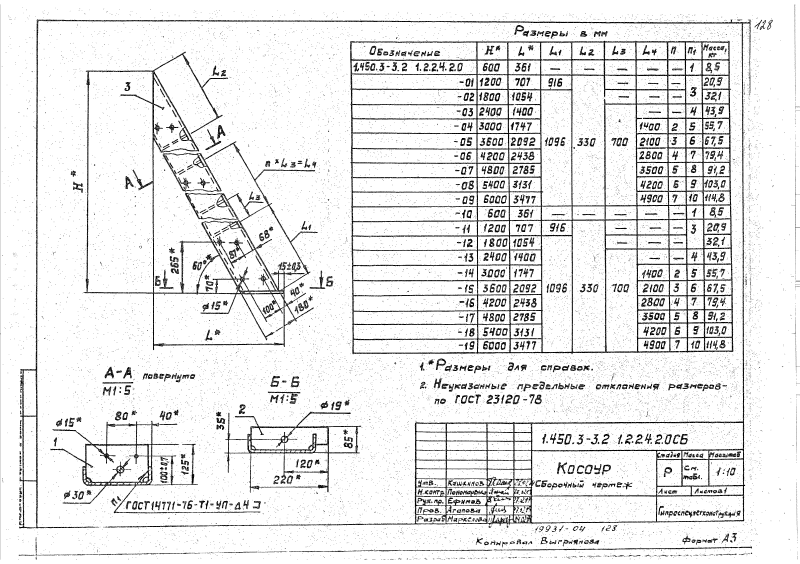 128
Размеры в мм
Обозначение H* L* L1 L2 L3 L4 п п1 Масса, кг
1.450.3-3.2 1.2.2.4.2.0 600 361 — — — — — 1 8,5
-01 1200 707 916 — — — 3 20,9
-02 1800 1054 — — — 32,1
-03 2400 1400 — — 4 43,9
-04 3000 1747 1400 2 5 55,7
-05 3600 2092 1096 330 700 2100 3 6 67,5
-06 4200 2438 2800 4 7 79,4
-07 4800 2785 3500 5 8 91,2
-08 5400 3131 4200 6 9 103,0
-09 6000 3477 4900 7 10 114,8
-10 600 361 — — — — — 1 8,5
-11 1200 707 916 — — — 3 20,9
-12 1800 1054 — — — 32,1
-13 2400 1400 — — 4 43,9
-14 3000 1747 1400 2 5 55,7
-15 3600 2092 1096 330 700 2100 3 6 67,5
-16 4200 2438 2800 4 7 79,4
-17 4800 2785 3500 5 8 91,2
-18 5400 3131 4200 6 9 103,0
-19 6000 3477 4900 7 10 114,8
3
L2
А
А
п × L3 = L4
L3
L1
H*
265*
60°*
70*
97*
68*
15±0,3
Б
Б
ø15*
100*
40*
180*
L*
1.* Размеры для справок.
2. Неуказанные предельные отклонения размеров - по ГОСТ 23120-78
А-А повернуто
М1:5
ø15*
80*
40*
1
100±0,7
125*
ø30*
п1
ГОСТ 14771-76-Т1-УП-Δ4
Б-Б
М1:5
ø19*
2
35*
85*
120*
220*
1.450.3-3.2 1.2.2.4.2.0СБ
Косоур
Сборочный чертеж
Стадия Масса Масштаб
Р см. табл. 1:10
Лист Листов 1
Гипроспецлегконструкция
Утв.
Н.контр. Пономарева
Рук.пр. Ефимов
Пров. Агапова
Разраб. Маркелова
19931-04 123
Копировал Выгрианова
Формат А3